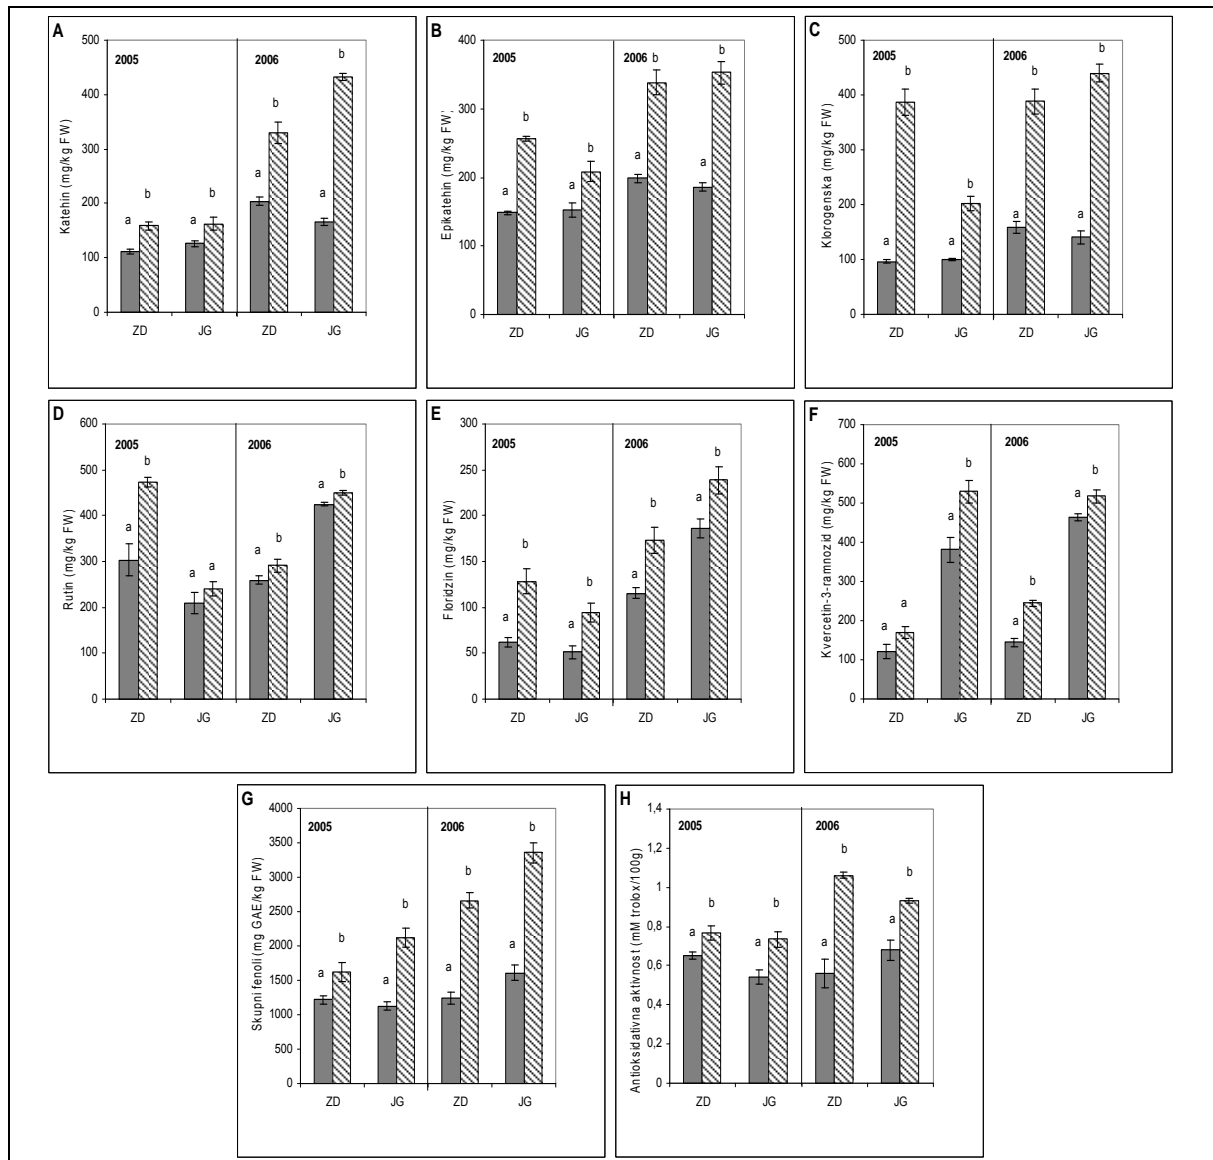 A
Katehin (mg/kg FW)
500
400
300
200
100
0
2005
2006
a
b
a
b
a
b
a
b
ZD
JG
ZD
JG
B
Epikatehin (mg/kg FW)
400
300
200
100
0
2005
2006
a
b
a
b
a
b
a
b
ZD
JG
ZD
JG
C
Klorogenska (mg/kg FW)
500
400
300
200
100
0
2005
2006
a
b
a
b
a
b
a
b
ZD
JG
ZD
JG
D
Rutin (mg/kg FW)
600
500
400
300
200
100
0
2005
2006
a
b
a
a
a
b
a
b
ZD
JG
ZD
JG
E
Floridzin (mg/kg FW)
300
250
200
150
100
50
0
2005
2006
a
b
a
b
a
b
a
b
ZD
JG
ZD
JG
F
Kvercetin-3-ramnozid (mg/kg FW)
700
600
500
400
300
200
100
0
2005
2006
a
a
a
b
a
b
a
b
ZD
JG
ZD
JG
G
Skupni fenoli (mg GAE/kg FW)
4000
3500
3000
2500
2000
1500
1000
500
0
2005
2006
a
b
a
b
a
b
a
b
ZD
JG
ZD
JG
H
Antioksidativna aktivnost (mM trolox/100g)
1,4
1,2
1
0,8
0,6
0,4
0,2
0
2005
2006
a
b
a
b
a
b
a
b
ZD
JG
ZD
JG